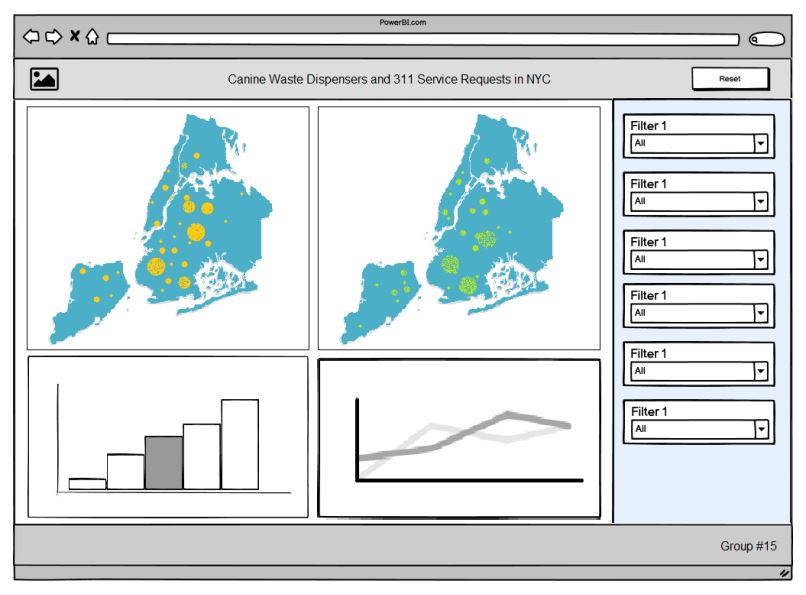 PowerBI.com
Canine Waste Dispensers and 311 Service Requests in NYC
Reset
Filter 1
All
Filter 1
All
Filter 1
All
Filter 1
All
Filter 1
All
Filter 1
All
Group #15